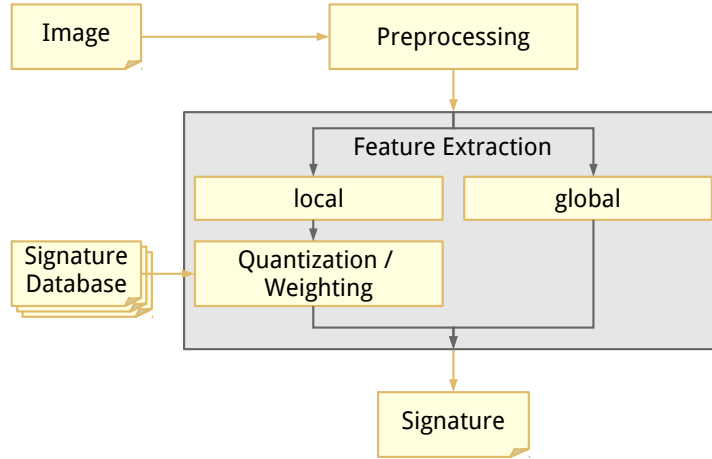 Image
Preprocessing
Feature Extraction
local
global
Signature
Database
Quantization /
Weighting
Signature